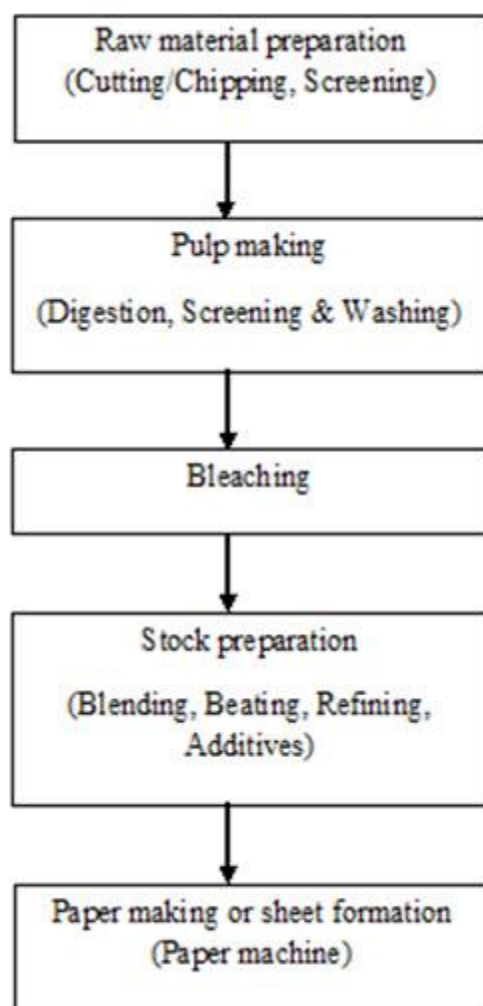 Raw material preparation
(Cutting/Chipping, Screening)
Pulp making
(Digestion, Screening & Washing)
Bleaching
Stock preparation
(Blending, Beating, Refining,
Additives)
Paper making or sheet formation
(Paper machine)